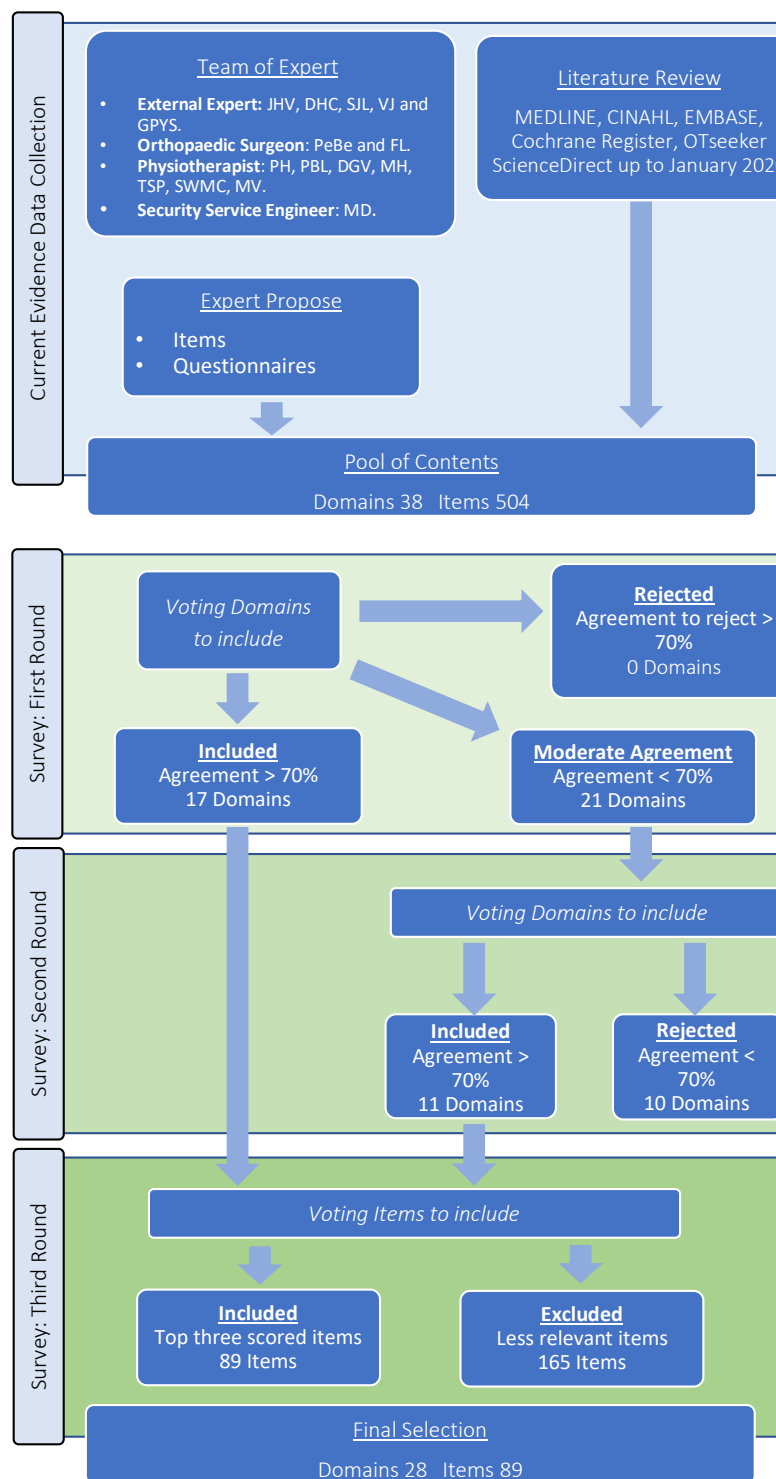 Current Evidence Data Collection
Team of Expert
• External Expert: JHV, DHC, SJL, VJ and
GPYS.
• Orthopaedic Surgeon: PeBe and FL.
• Physiotherapist: PH, PBL, DGV, MH,
TSP, SWMC, MV.
• Security Service Engineer: MD.
Literature Review
MEDLINE, CINAHL, EMBASE,
Cochrane Register, OTseeker
ScienceDirect up to January
Expert Propose
• Items
• Questionnaires
Pool of Contents
Domains 38 Items 504
Survey: First Round
Voting Domains
to include
Rejected
Agreement to reject >
70%
0 Domains
Included
Agreement > 70%
17 Domains
Moderate Agreement
Agreement < 70%
21 Domains
Survey: Second Round
Voting Domains to include
Included
Agreement >
70%
11 Domains
Rejected
Agreement <
70%
10 Domains
Survey: Third Round
Voting Items to include
Included
Top three scored items
89 Items
Excluded
Less relevant items
165 Items
Final Selection
Domains 28 Items 89